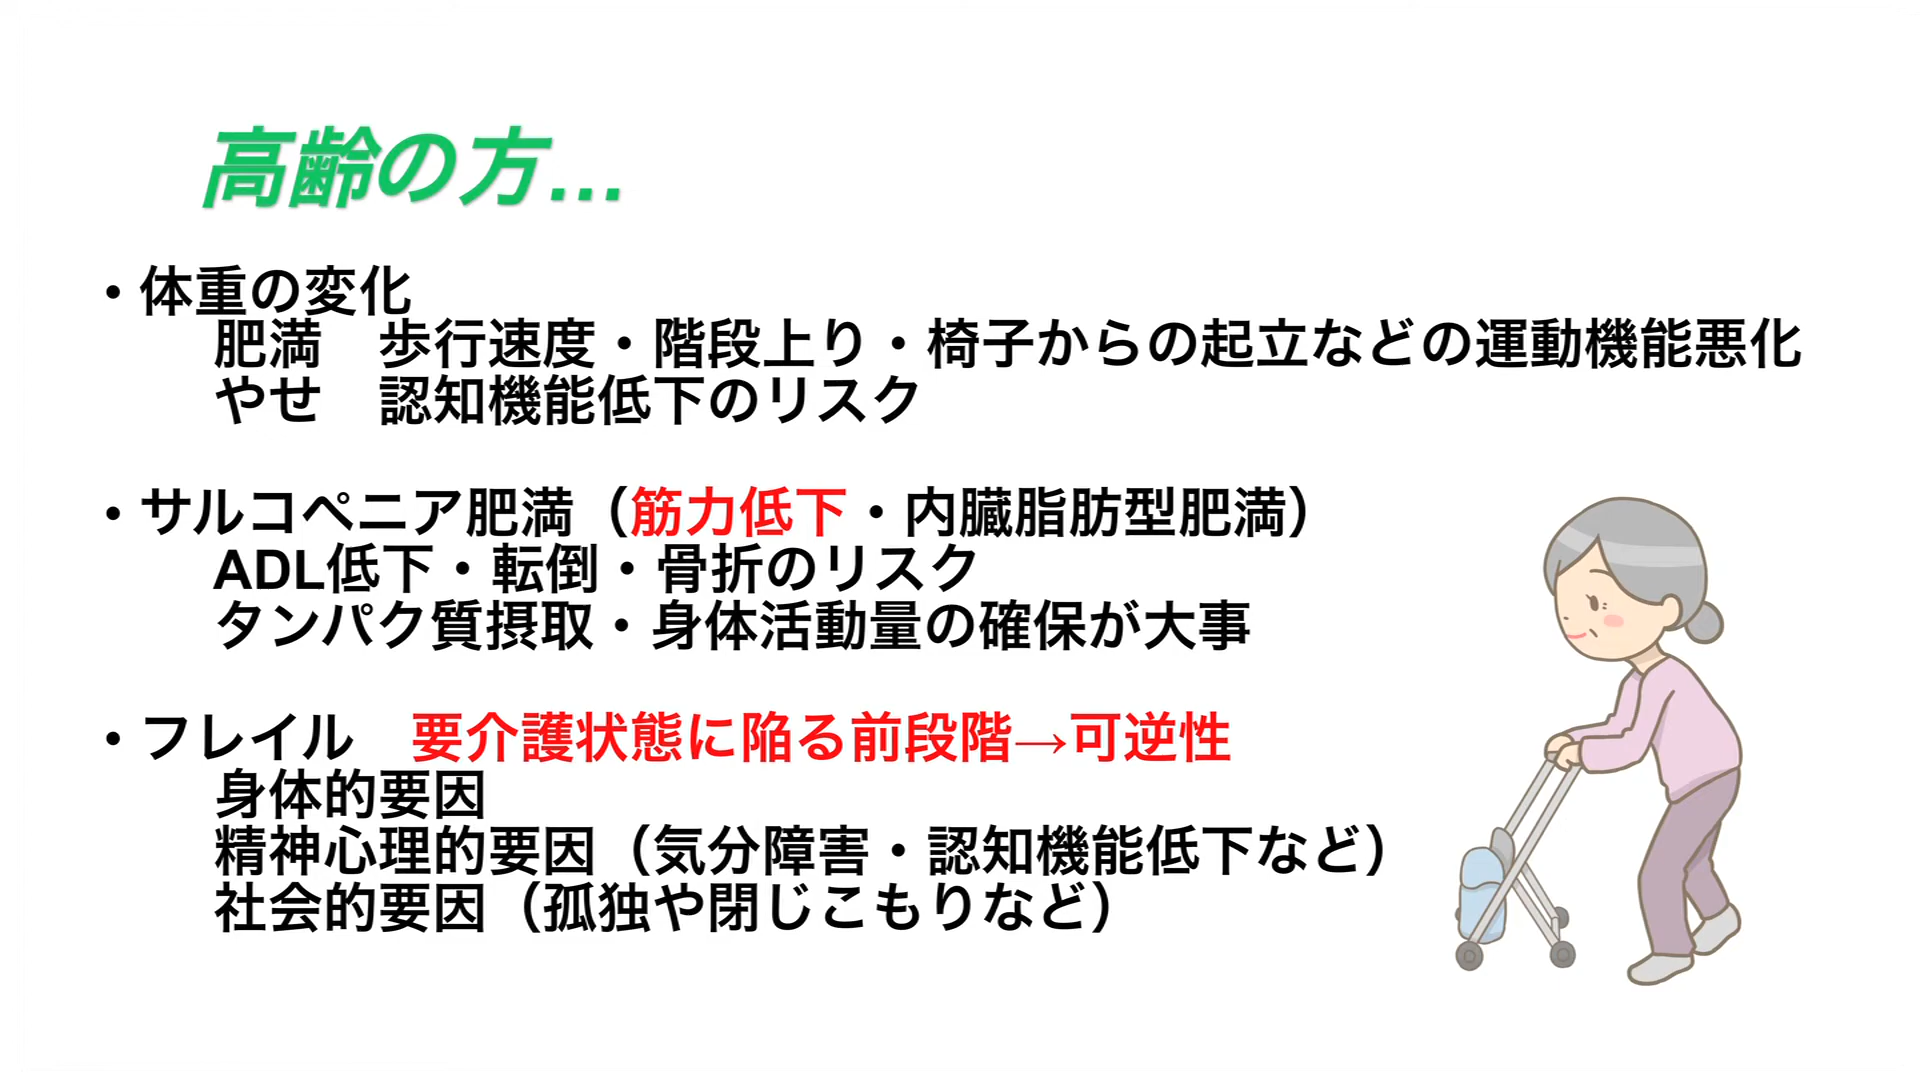 高齢の方…
・体重の変化
肥満　歩行速度・階段上り・椅子からの起立などの運動機能悪化
やせ　認知機能低下のリスク
・サルコペニア肥満（筋力低下・内臓脂肪型肥満）
ADL低下・転倒・骨折のリスク
タンパク質摂取・身体活動量の確保が大事
・フレイル　要介護状態に陥る前段階→可逆性
身体的要因
精神心理的要因（気分障害・認知機能低下など）
社会的要因（孤独や閉じこもりなど）